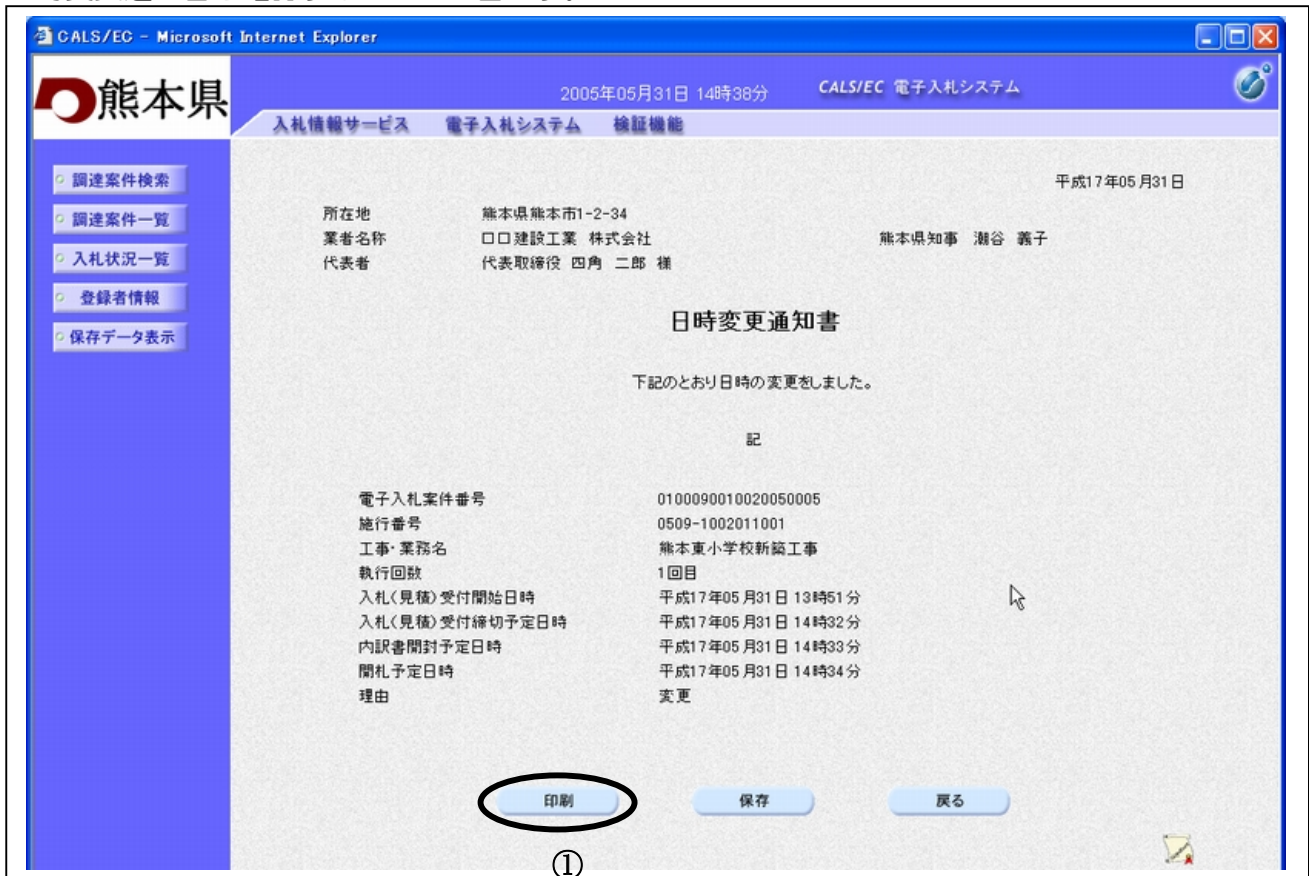 CALS/EC - Microsoft Internet Explorer
熊本県
2005年05月31日 14時38分 CALS/EC 電子入札システム
入札情報サービス 電子入札システム 検証機能
調達案件検索
調達案件一覧
入札状況一覧
登録者情報
保存データ表示
平成17年05月31日
所在地 熊本県熊本市1-2-34
業者名称 口口建設工業 株式会社 熊本県知事 潮谷 義子
代表者 代表取締役 四角 二郎 様
日時変更通知書
下記のとおり日時の変更をしました。
記
電子入札案件番号 0100090010020050005
施行番号 0509-1002011001
工事・業務名 熊本東小学校新築工事
執行回数 1回目
入札(見積)受付開始日時 平成17年05月31日 13時51分
入札(見積)受付締切予定日時 平成17年05月31日 14時32分
内訳書開封予定日時 平成17年05月31日 14時33分
開札予定日時 平成17年05月31日 14時34分
理由 変更
印刷 保存 戻る
①